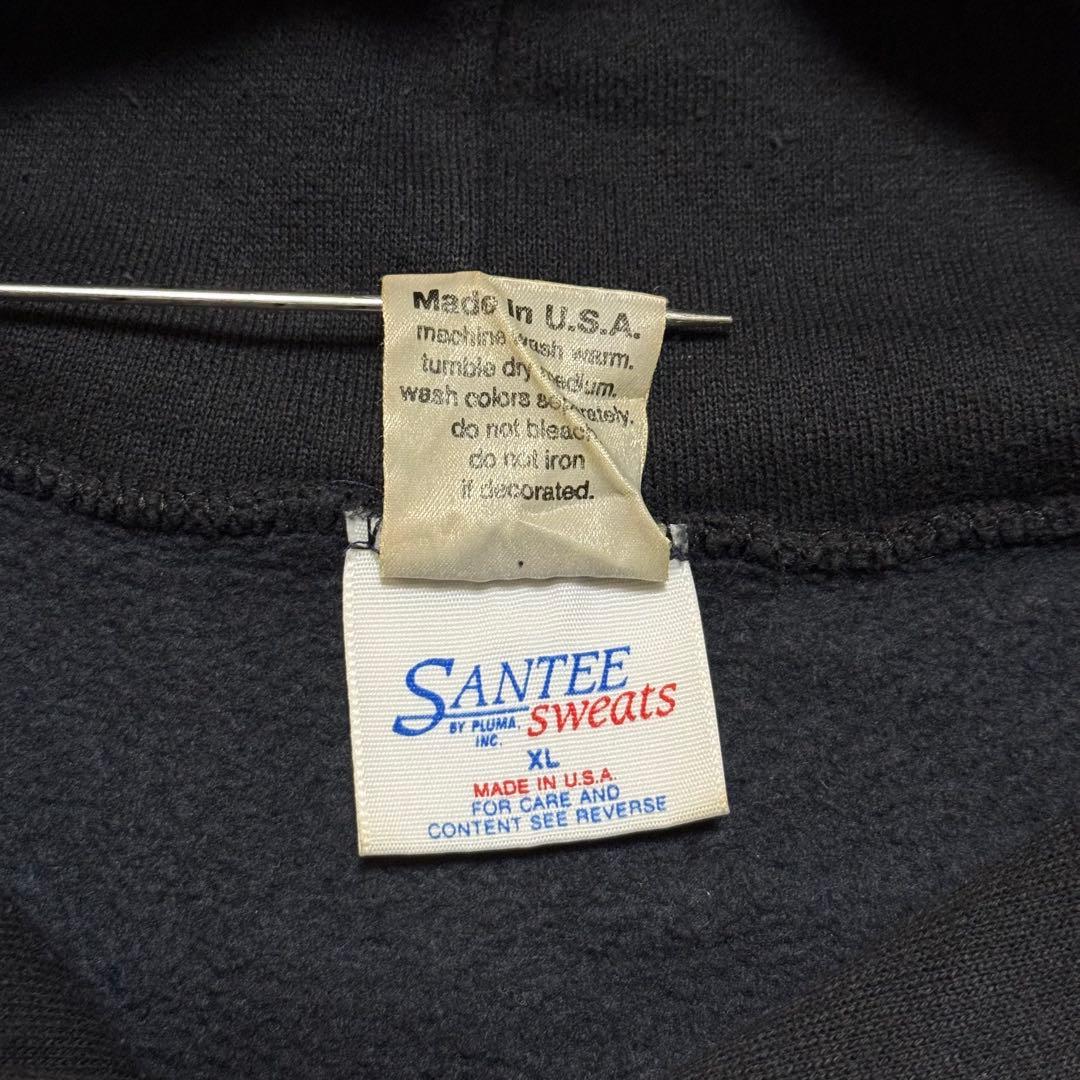 Made in U.S.A.
machine wash warm.
tumble dry medium.
wash colors separately.
do not bleach
do not iron
if decorated.
SANTEE
sweats
BY PLUMA,
INC.
XL
MADE IN U.S.A.
FOR CARE AND
CONTENT SEE REVERSE